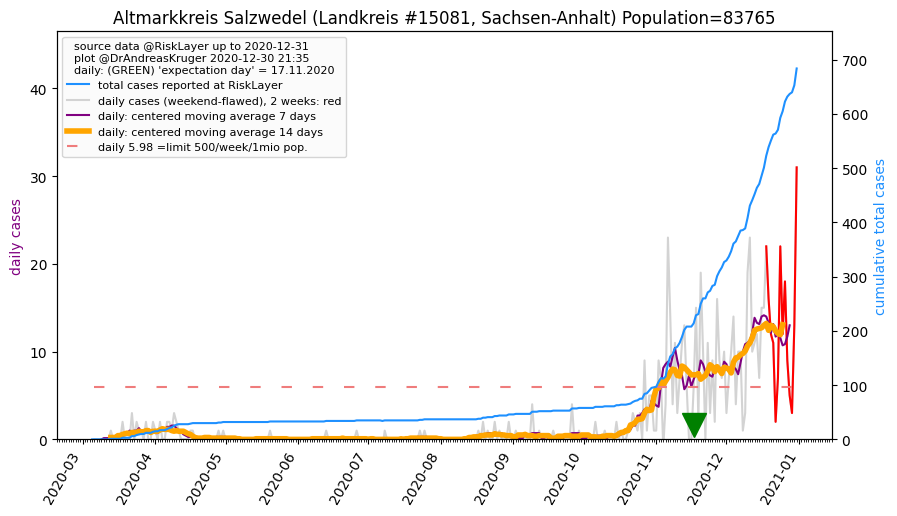 Altmarkkreis Salzwedel (Landkreis #15081, Sachsen-Anhalt) Population=83765
source data @RiskLayer up to 2020-12-31
plot @DrAndreasKruger 2020-12-30 21:35
daily: (GREEN) 'expectation day' = 17.11.2020
total cases reported at RiskLayer
daily cases (weekend-flawed), 2 weeks: red
daily: centered moving average 7 days
daily: centered moving average 14 days
daily 5.98 =limit 500/week/1mio pop.
daily cases
40
30
20
10
0
cumulative total cases
700
600
500
400
300
200
100
0
2020-03
2020-04
2020-05
2020-06
2020-07
2020-08
2020-09
2020-10
2020-11
2020-12
2021-01